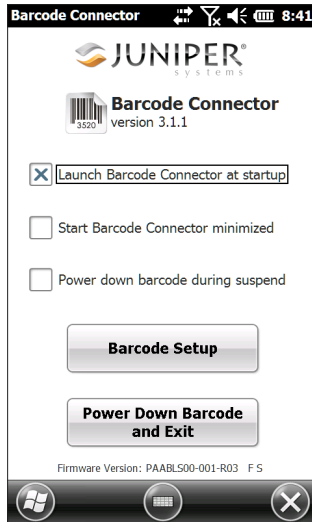 Barcode Connector 8:41
JUNIPER®
systems
3520
Barcode Connector
version 3.1.1
Launch Barcode Connector at startup
Start Barcode Connector minimized
Power down barcode during suspend
Barcode Setup
Power Down Barcode
and Exit
Firmware Version: PAABLS00-001-R03 F S